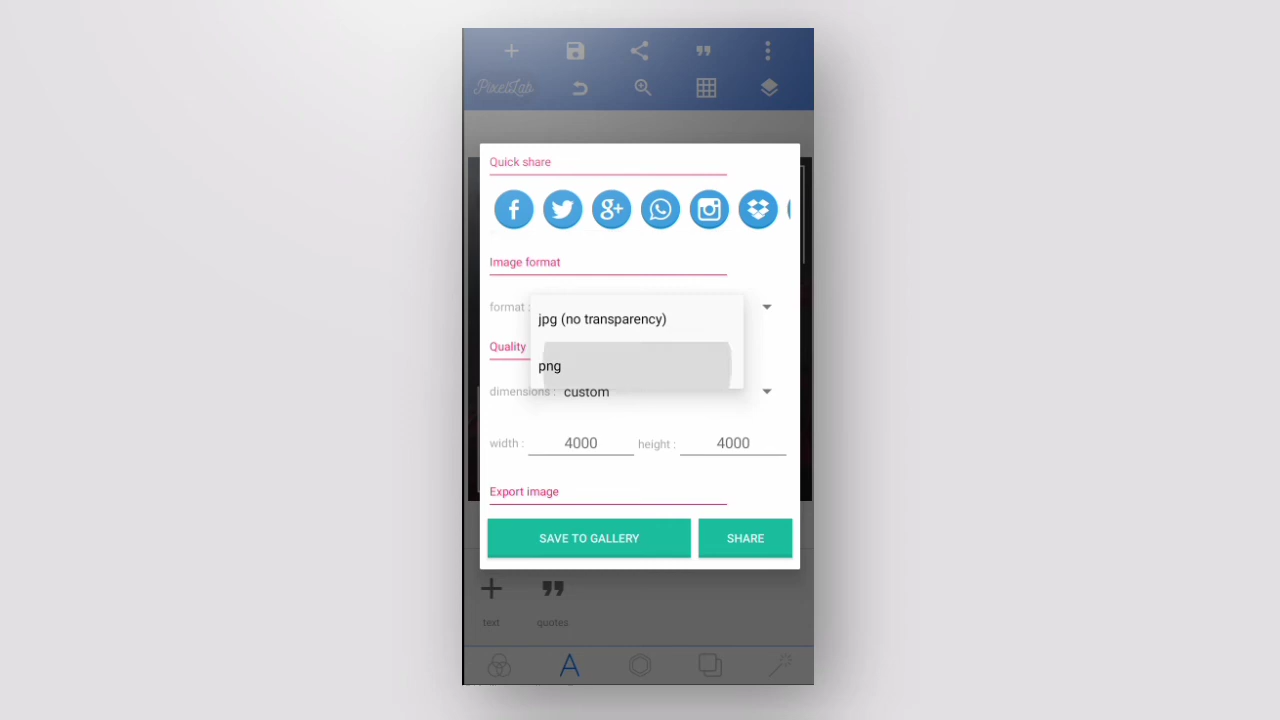 PixelLab
Quick share
Image format
format :
jpg (no transparency)
Quality
png
dimensions : custom
width : 4000 height : 4000
Export image
SAVE TO GALLERY SHARE
text quotes